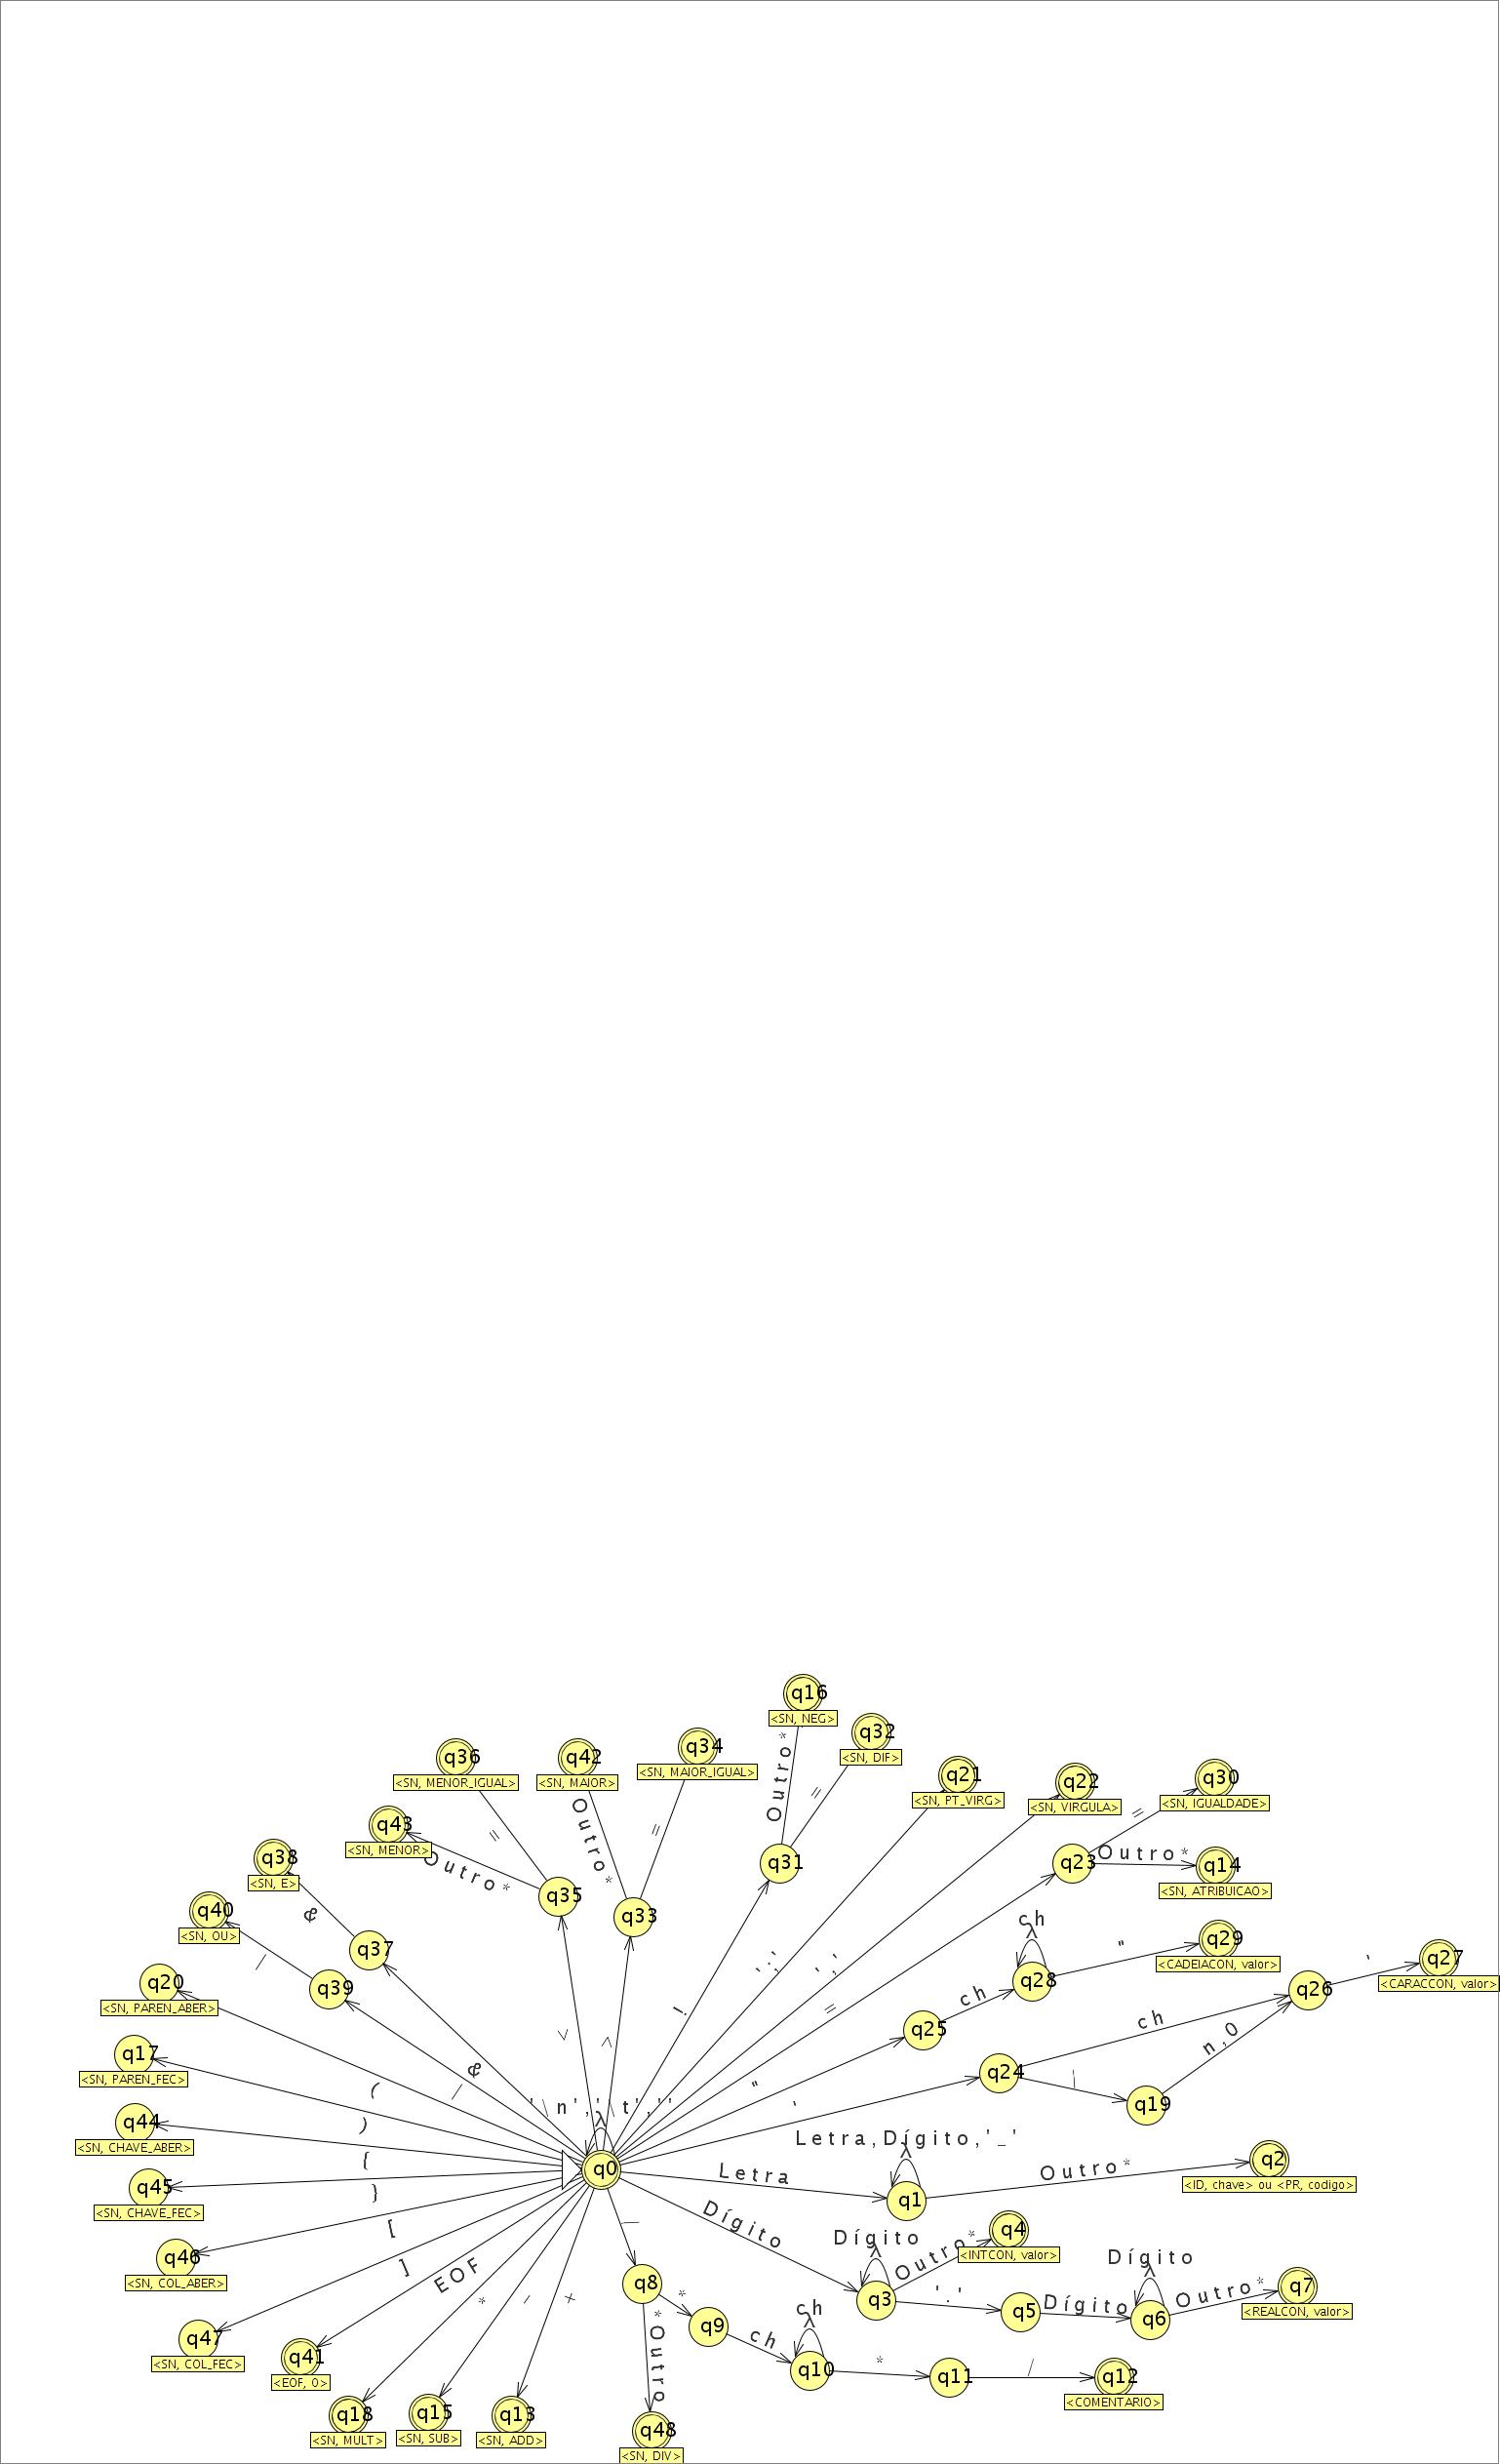 q16
<SN, NEG>
q32
<SN, DIF>
q34
<SN, MAIOR_IGUAL>
q36
<SN, MENOR_IGUAL>
q42
<SN, MAIOR>
q21
<SN, PT_VIRG>
q22
<SN, VIRGULA>
q30
<SN, IGUALDADE>
q43
<SN, MENOR>
Outro*
=
Outro*
=
Outro*
=
=
Outro*
q38
<SN, E>
q31
q23
q14
<SN, ATRIBUICAO>
q35
q33
q40
<SN, OU>
&
|
q37
q39
q20
<SN, PAREN_ABER>
ch
q28
"
q29
<CADEIACON, valor>
'
q27
<CARACCON, valor>
q26
';'
','
=
!
<
>
ch
q25
ch
n,0
q17
<SN, PAREN_FEC>
&
|
"
'
q24
\
q19
(
)
{
}
[
]
EOF
*
-
+
/
'\n','\t',' '
q0
q44
<SN, CHAVE_ABER>
q45
<SN, CHAVE_FEC>
q46
<SN, COL_ABER>
q47
<SN, COL_FEC>
q41
<EOF, 0>
q18
<SN, MULT>
q15
<SN, SUB>
q13
<SN, ADD>
Letra,Dígito,'_'
Letra
q1
Outro*
q2
<ID, chave> ou <PR, codigo>
Dígito
Dígito
q3
Outro*
q4
<INTCON, valor>
'.'
q5
Dígito
Dígito
q6
Outro*
q7
<REALCON, valor>
q8
*
q9
ch
ch
q10
*
q11
/
q12
<COMENTARIO>
*Outro
q48
<SN, DIV>